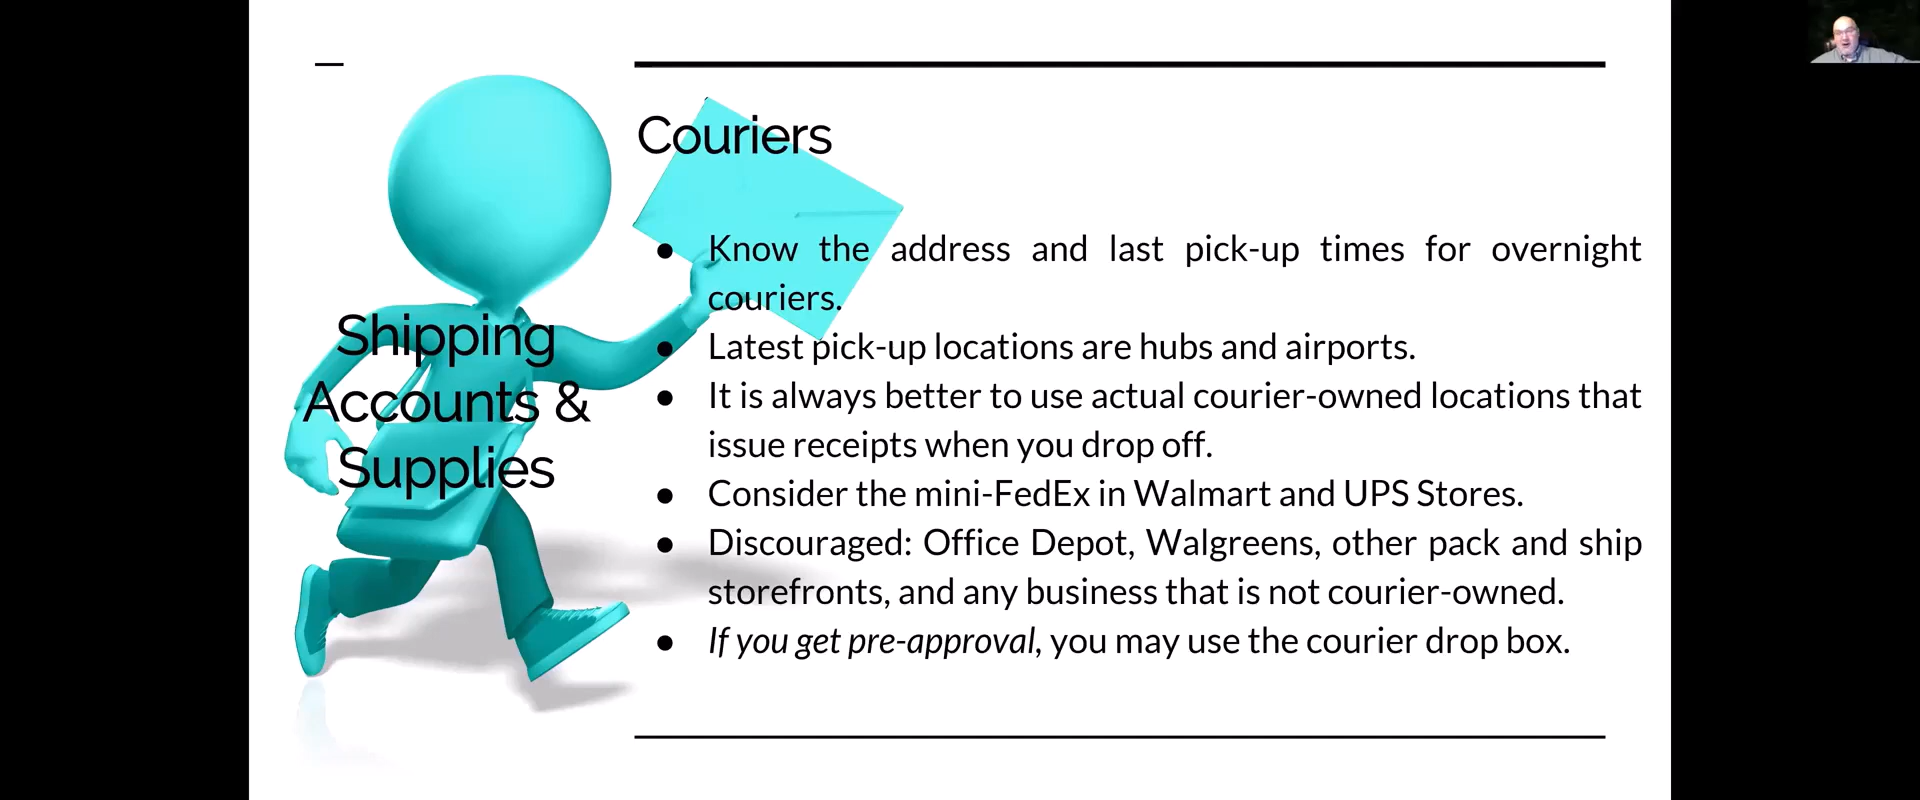 Shipping
Accounts &
Supplies
Couriers
● Know the address and last pick-up times for overnight
couriers.
● Latest pick-up locations are hubs and airports.
● It is always better to use actual courier-owned locations that
issue receipts when you drop off.
● Consider the mini-FedEx in Walmart and UPS Stores.
● Discouraged: Office Depot, Walgreens, other pack and ship
storefronts, and any business that is not courier-owned.
● If you get pre-approval, you may use the courier drop box.